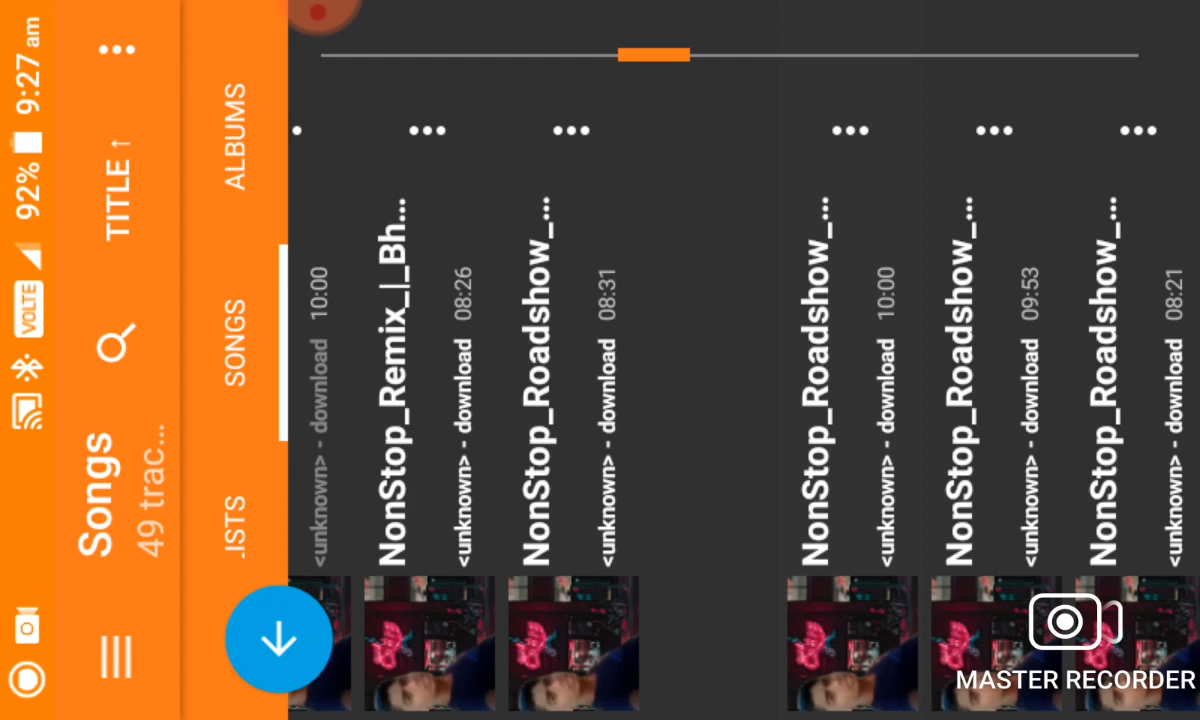 92% 9:27 am
VOLTE
Songs
TITLE ↑
49 trac...
.ISTS
SONGS
ALBUMS
<unknown> - download 10:00
NonStop_Remix_|_Bh...
<unknown> - download 08:26
NonStop_Roadshow_...
<unknown> - download 08:31
NonStop_Roadshow_...
<unknown> - download 10:00
NonStop_Roadshow_...
<unknown> - download 09:53
NonStop_Roadshow_...
<unknown> - download 08:21
MASTER RECORDER